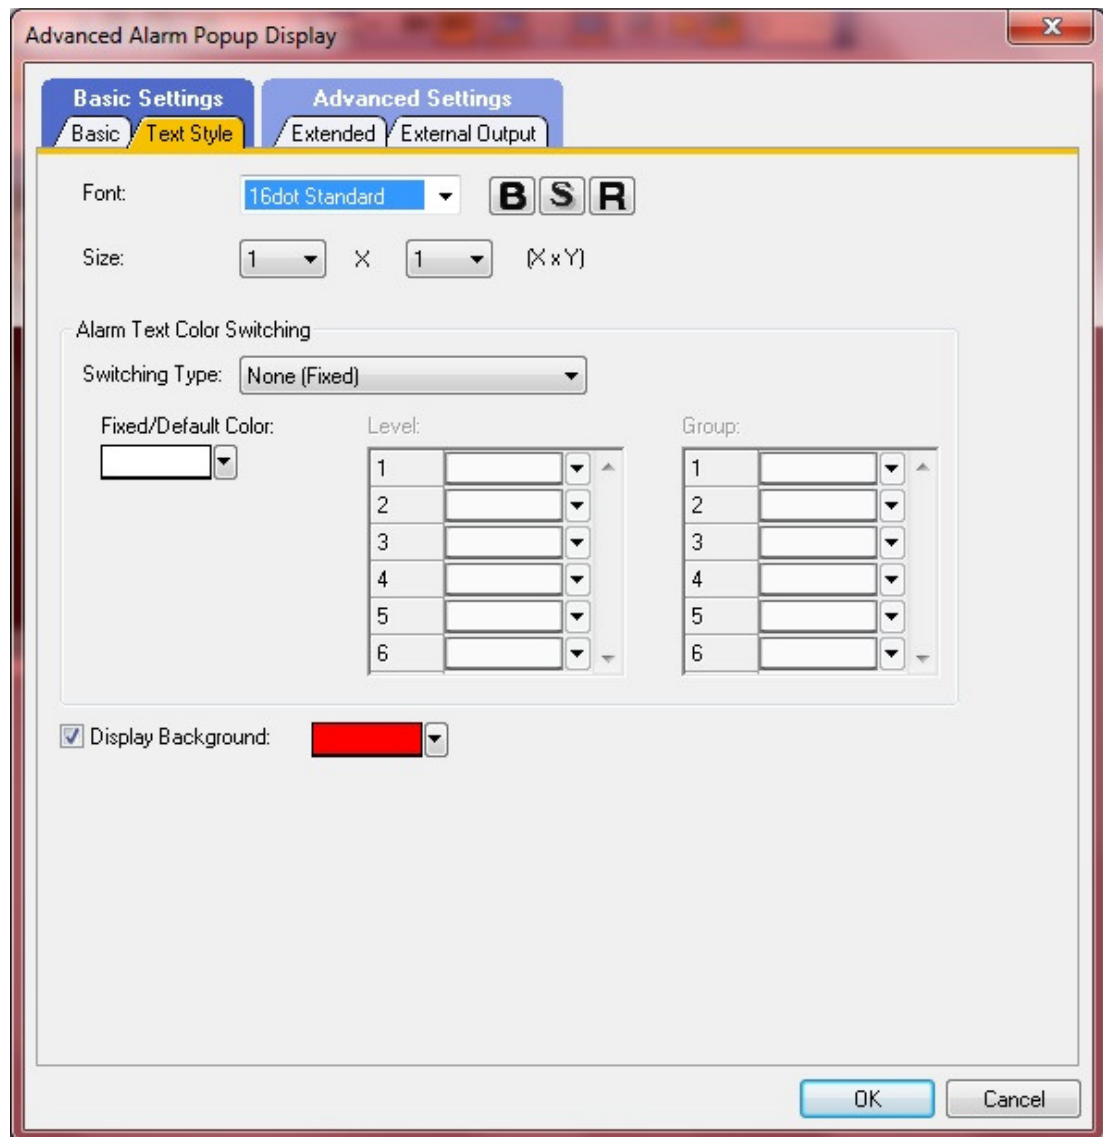 Advanced Alarm Popup Display
x
Basic Settings Advanced Settings
Basic Text Style Extended External Output
Font: 16dot Standard B S R
Size: 1 X 1 (X x Y)
Alarm Text Color Switching
Switching Type: None (Fixed)
Fixed/Default Color: Level: Group:
1 1
2 2
3 3
4 4
5 5
6 6
Display Background:
OK Cancel